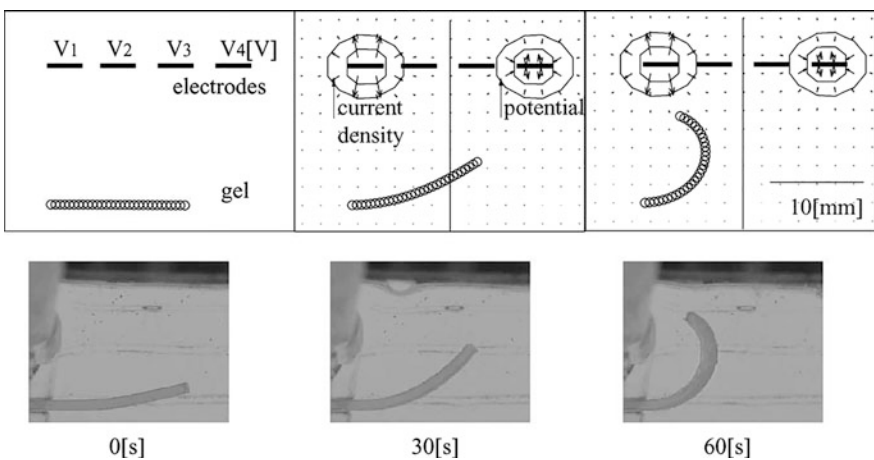 V1 V2 V3 V4[V]
electrodes
gel
current
density
potential
10[mm]
0[s] 30[s] 60[s]